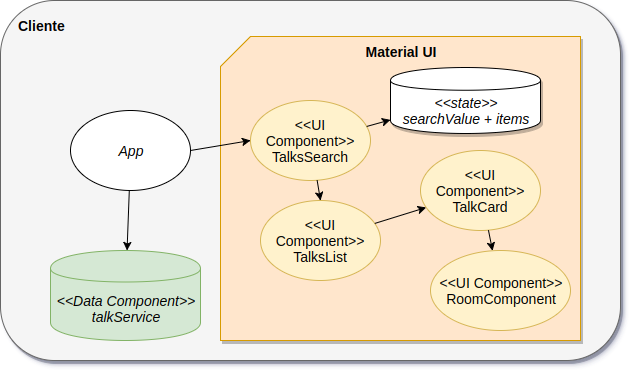 Cliente
Material UI
<<state>>
searchValue + items
<<UI
Component>>
TalksSearch
App
<<UI
Component>>
TalkCard
<<UI
Component>>
TalksList
<<UI Component>>
RoomComponent
<<Data Component>>
talkService